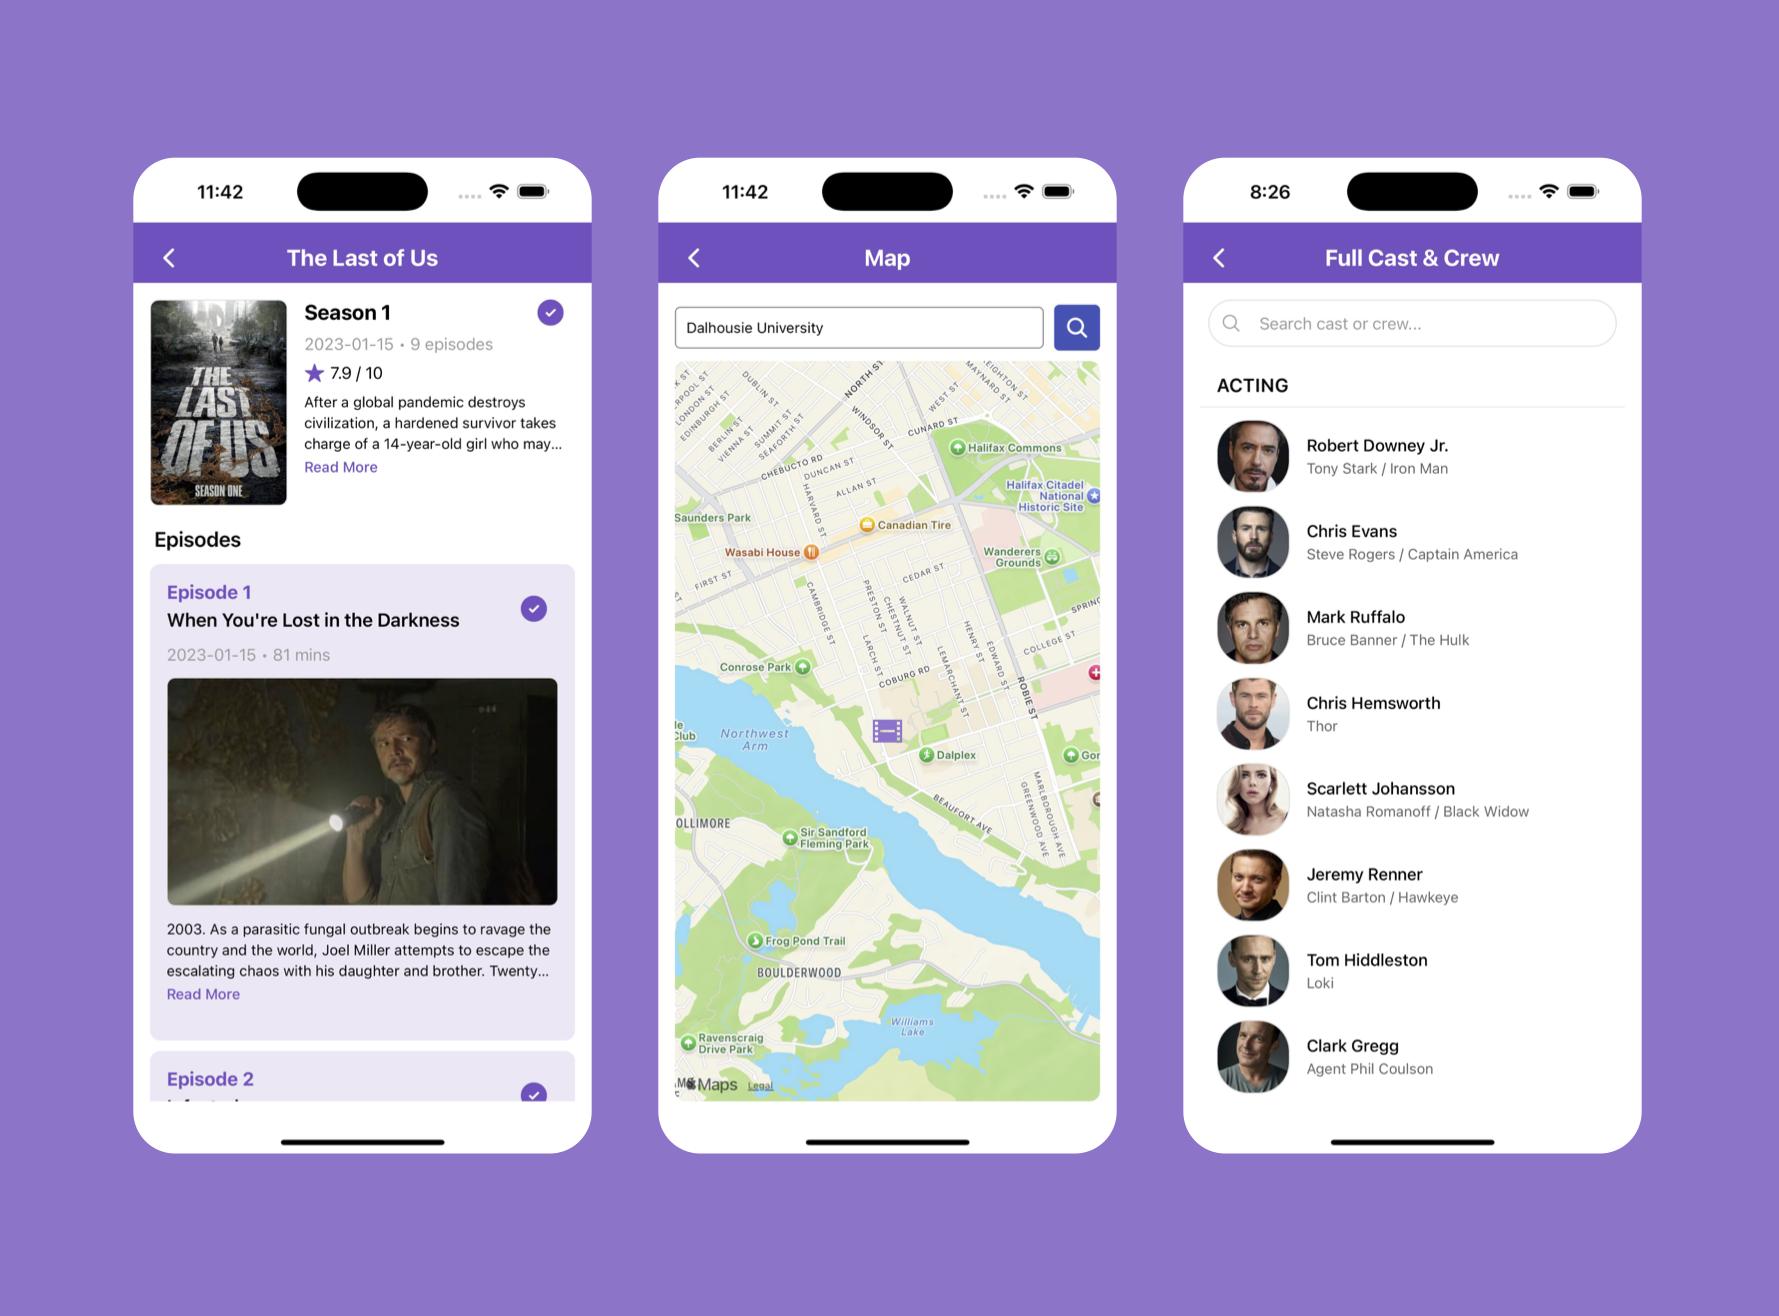 11:42
The Last of Us
THE
LAST
OF US
SEASON ONE
Season 1
2023-01-15 • 9 episodes
7.9 / 10
After a global pandemic destroys
civilization, a hardened survivor takes
charge of a 14-year-old girl who may...
Read More
Episodes
Episode 1
When You're Lost in the Darkness
2023-01-15 • 81 mins
2003. As a parasitic fungal outbreak begins to ravage the
country and the world, Joel Miller attempts to escape the
escalating chaos with his daughter and brother. Twenty...
Read More
Episode 2
11:42
Map
Dalhousie University
K ST
RPOOL ST
LONDON ST
EDINBURGH ST
DUBLIN ST
BERLIN ST
VIENNA ST
SUMMIT ST
SEAFORTH ST
NORTH ST
WINDSOR ST
WEST ST
MAYNARD ST
EIGHTON ST
CUNARD ST
Halifax Commons
CHEBUCTO RD
DUNCAN ST
ALLAN ST
HARVARD ST
Halifax Citadel
National
Historic Site
Saunders Park
Canadian Tire
Wasabi House
Wanderers
Grounds
FIRST ST
CEDAR ST
CAMBRIDGE ST
PRESTON ST
WALNUT ST
CHESTNUT ST
LARCH ST
HENRY ST
EDWARD ST
SPRING
COLLEGE ST
LEMARCHANT ST
Conrose Park
COBURG RD
ROBIE ST
le
Club
Northwest
Arm
Dalplex
Gor
MARLBOROUGH AVE
GREENWOOD AVE
BEAUFORT AVE
OLLIMORE
Sir Sandford
Fleming Park
Frog Pond Trail
BOULDERWOOD
Williams
Lake
Ravenscraig
Drive Park
Maps
Legal
8:26
Full Cast & Crew
Search cast or crew...
ACTING
Robert Downey Jr.
Tony Stark / Iron Man
Chris Evans
Steve Rogers / Captain America
Mark Ruffalo
Bruce Banner / The Hulk
Chris Hemsworth
Thor
Scarlett Johansson
Natasha Romanoff / Black Widow
Jeremy Renner
Clint Barton / Hawkeye
Tom Hiddleston
Loki
Clark Gregg
Agent Phil Coulson